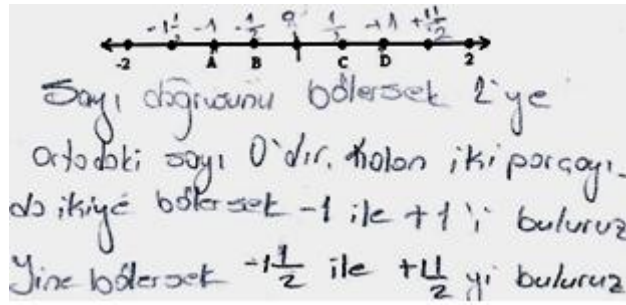 -1 1/2 -1 -1/2 0 1/2 +1 +1 1/2
-2 A B C D 2
Sayı doğrusunu bölersek 2'ye
Ortadaki sayı 0'dır. Kalan iki parçayı
da ikiye bölersek -1 ile +1'i buluruz
Yine bölersek -1 1/2 ile +1 1/2 yi buluruz